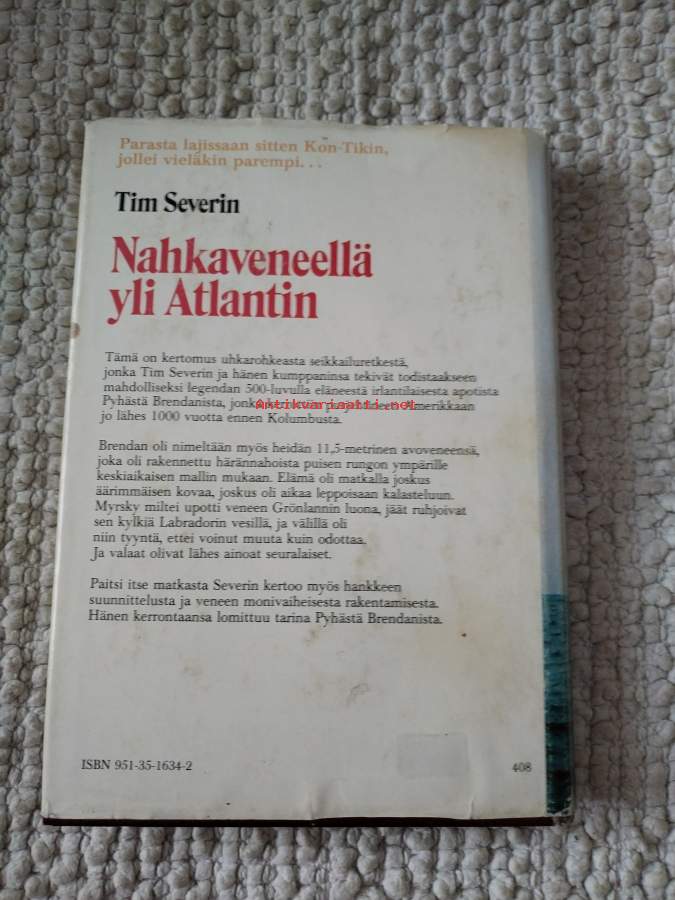 Parasta lajissaan sitten Kon-Tikin,
jollei vieläkin parempi...
Tim Severin
Nahkaveneellä
yli Atlantin
Tämä on kertomus uhkarohkeasta seikkailuretkestä,
jonka Tim Severin ja hänen kumppaninsa tekivät todistaakseen
mahdolliseksi legendan 500-luvulla eläneestä irlantilaisesta apotista
Pyhästä Brendanista, jonka Amerikkaan
Antikvariaatti.net
jo lähes 1000 vuotta ennen Kolumbusta.
Brendan oli nimeltään myös heidän 11,5-metrinen avoveneensä,
joka oli rakennettu härännahoista puisen rungon ympärille
keskiaikaisen mallin mukaan. Elämä oli matkalla joskus
äärimmäisen kovaa, joskus oli aikaa leppoisaan kalasteluun.
Myrsky miltei upotti veneen Grönlannin luona, jäät ruhjoivat
sen kylkiä Labradorin vesillä, ja välillä oli
niin tyyntä, ettei voinut muuta kuin odottaa.
Ja valaat olivat lähes ainoat seuralaiset.
Paitsi itse matkasta Severin kertoo myös hankkeen
suunnittelusta ja veneen monivaiheisesta rakentamisesta.
Hänen kerrontaansa lomittuu tarina Pyhästä Brendanista.
ISBN 951-35-1634-2
408